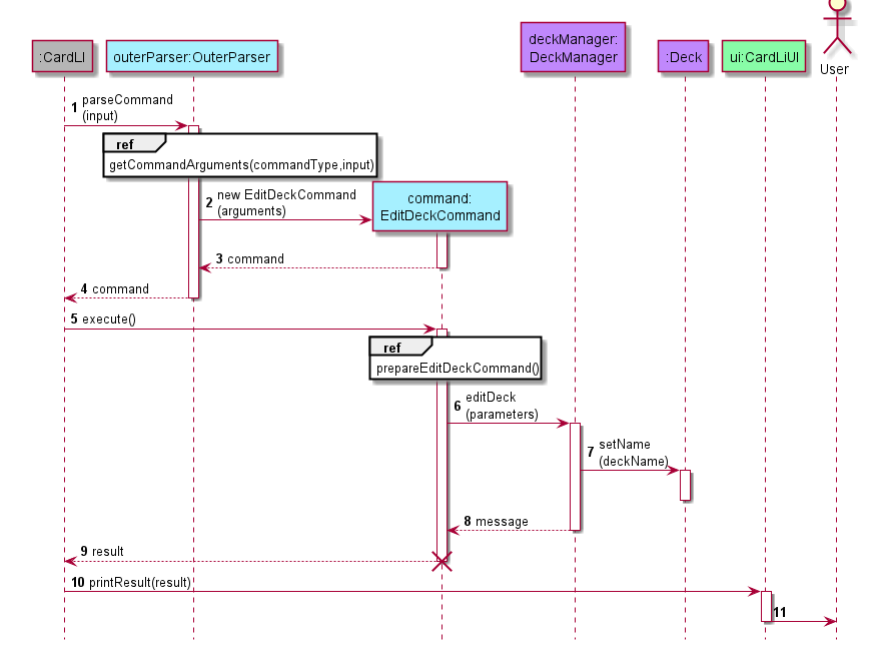 :CardLI
outerParser:OuterParser
deckManager:
DeckManager
:Deck
ui:CardLiUI
User
1 parseCommand
(input)
ref
getCommandArguments(commandType,input)
2 new EditDeckCommand
(arguments)
command:
EditDeckCommand
3 command
4 command
5 execute()
ref
prepareEditDeckCommand()
6 editDeck
(parameters)
7 setName
(deckName)
8 message
9 result
10 printResult(result)
11